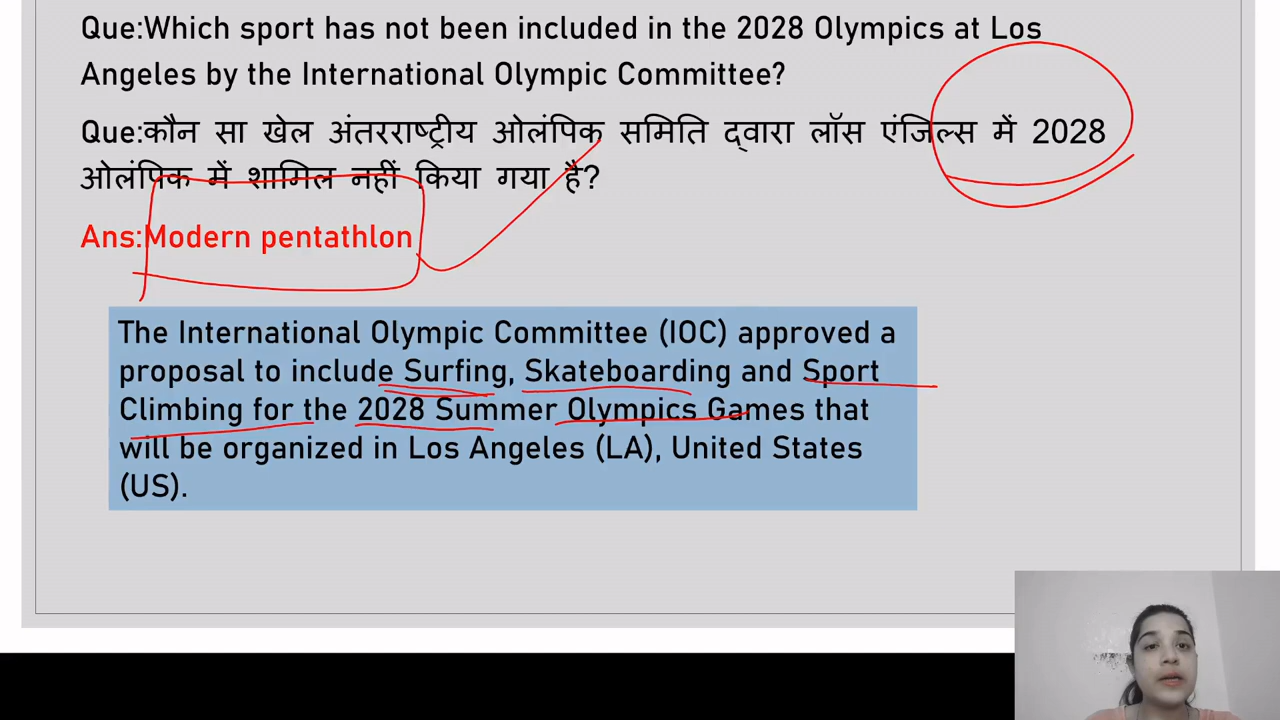 Que:Which sport has not been included in the 2028 Olympics at Los
Angeles by the International Olympic Committee?
Que:कौन सा खेल अंतरराष्ट्रीय ओलंपिक समिति द्वारा लॉस एंजिल्स में 2028
ओलंपिक में शामिल नहीं किया गया है?
Ans:Modern pentathlon
The International Olympic Committee (IOC) approved a
proposal to include Surfing, Skateboarding and Sport
Climbing for the 2028 Summer Olympics Games that
will be organized in Los Angeles (LA), United States
(US).